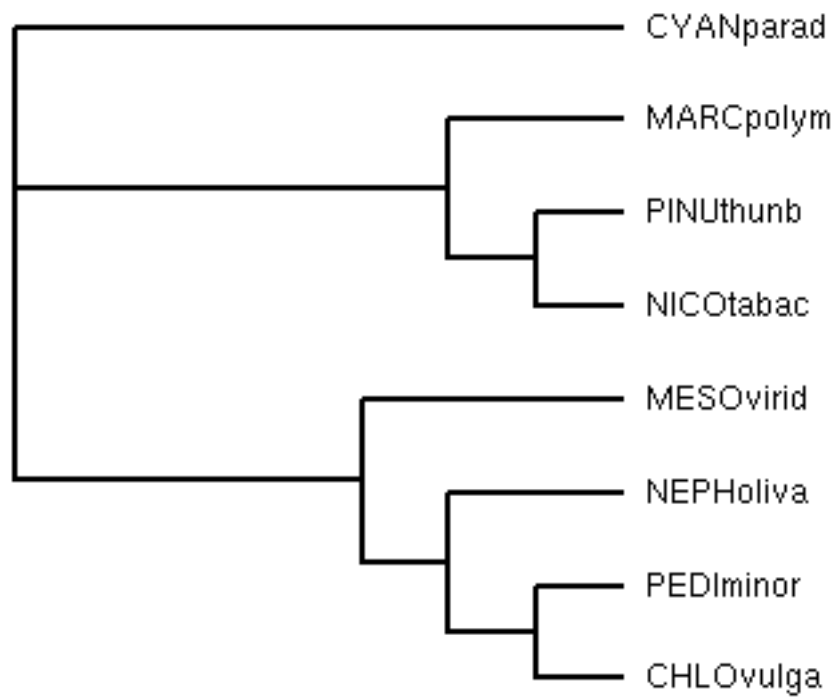 CYANparad
MARCpolym
PINUthunb
NICOtabac
MESOvirid
NEPHoliva
PEDIminor
CHLOvulga